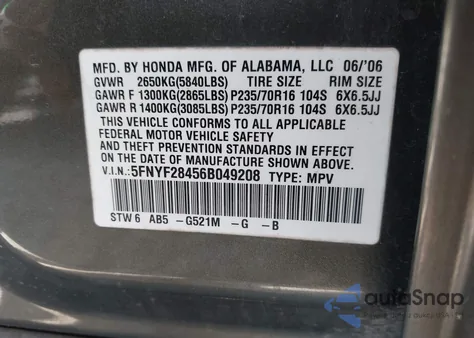 MFD. BY HONDA MFG. OF ALABAMA, LLC 06/'06
GVWR 2650KG(5840LBS) TIRE SIZE RIM SIZE
GAWR F 1300KG(2865LBS) P235/70R16 104S 6X6.5JJ
GAWR R 1400KG(3085LBS) P235/70R16 104S 6X6.5JJ
THIS VEHICLE CONFORMS TO ALL APPLICABLE
FEDERAL MOTOR VEHICLE SAFETY
AND THEFT PREVENTION STANDARDS IN EFFECT
ON THE DATE OF MANUFACTURE SHOWN ABOVE.
V.I.N.: 5FNYF28456B049208 TYPE: MPV
STW6 AB5 -G521M -G -B
autoSnap